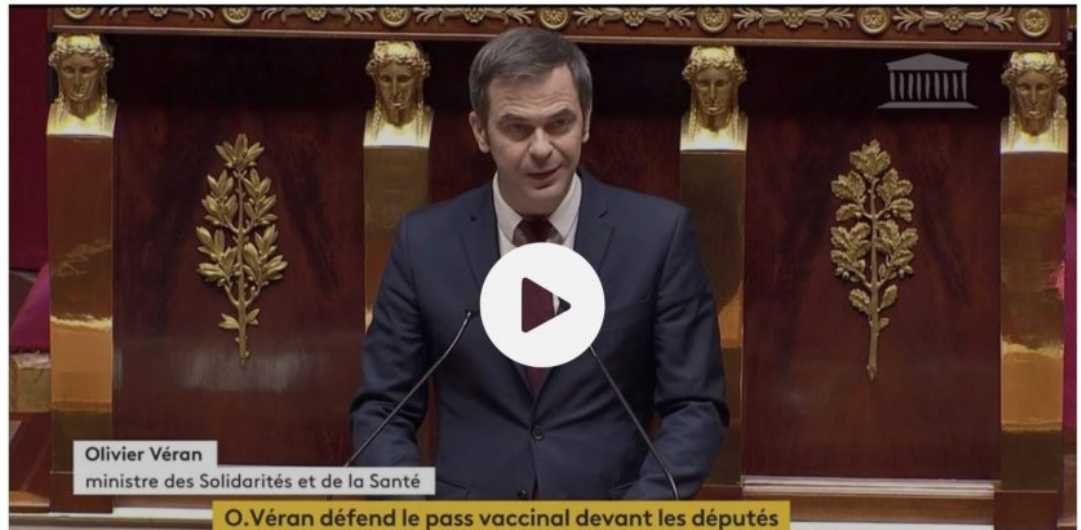 Olivier Véran
ministre des Solidarités et de la Santé
O.Véran défend le pass vaccinal devant les députés